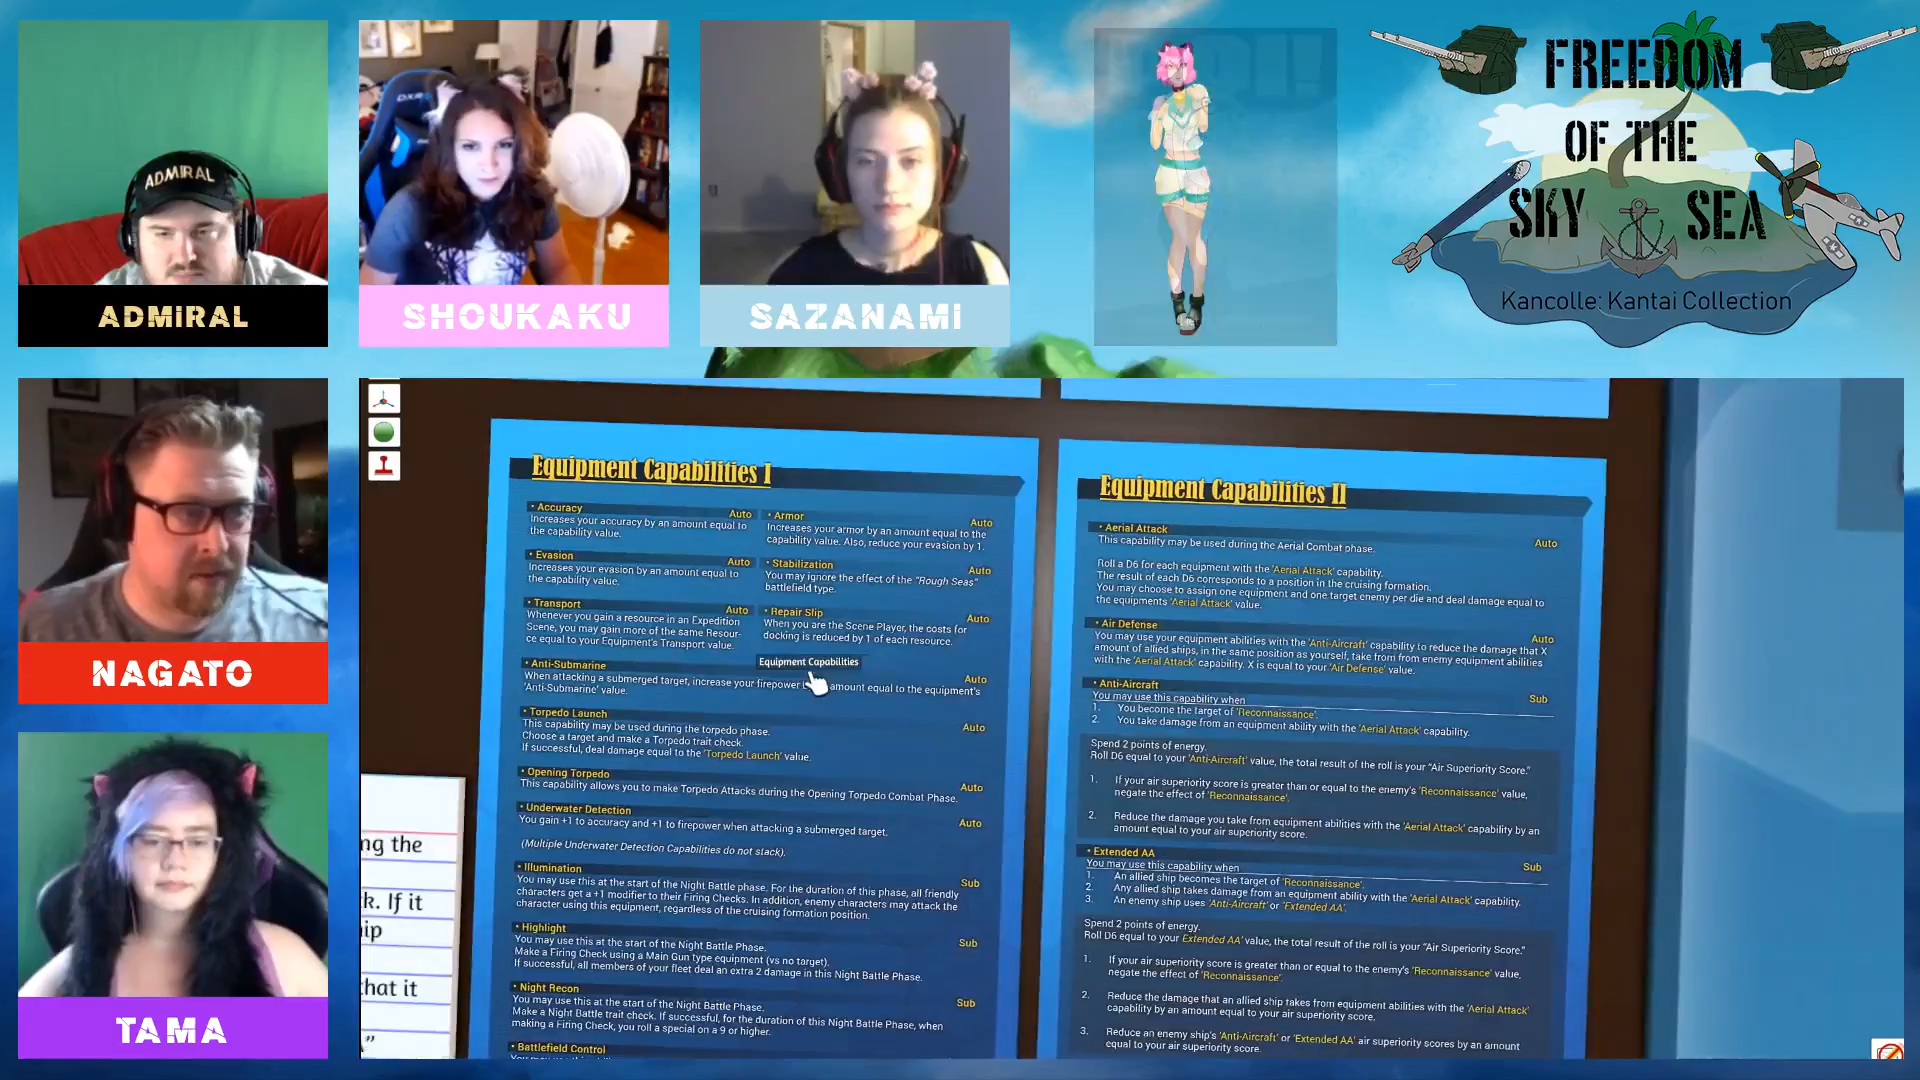 ADMIRAL
ADMIRAL
SHOUKAKU
SAZANAMI
FREEDOM
OF THE
SKY SEA
Kancolle: Kantai Collection
NAGATO
TAMA
ng the
k. If it
ip
that it
"
Equipment Capabilities I
• Accuracy Auto
Increases your accuracy by an amount equal to
the capability value.
• Armor Auto
Increases your armor by an amount equal to the
capability value. Also, reduce your evasion by 1.
• Evasion Auto
Increases your evasion by an amount equal to
the capability value.
• Stabilization Auto
You may ignore the effect of the "Rough Seas"
battlefield type.
• Transport Auto
Whenever you gain a resource in an Expedition
Scene, you may gain more of the same Resour-
ce equal to your Equipment's Transport value.
• Repair Slip Auto
When you are the Scene Player, the costs for
docking is reduced by 1 of each resource.
Equipment Capabilities
• Anti-Submarine Auto
When attacking a submerged target, increase your firepower amount equal to the equipment's
'Anti-Submarine' value.
• Torpedo Launch Auto
This capability may be used during the torpedo phase.
Choose a target and make a Torpedo trait check.
If successful, deal damage equal to the 'Torpedo Launch' value.
• Opening Torpedo Auto
This capability allows you to make Torpedo Attacks during the Opening Torpedo Combat Phase.
• Underwater Detection Auto
You gain +1 to accuracy and +1 to firepower when attacking a submerged target.
(Multiple Underwater Detection Capabilities do not stack).
• Illumination Sub
You may use this at the start of the Night Battle phase. For the duration of this phase, all friendly
characters get a +1 modifier to their Firing Checks. In addition, enemy characters may attack the
character using this equipment, regardless of the cruising formation position.
• Highlight Sub
You may use this at the start of the Night Battle Phase.
Make a Firing Check using a Main Gun type equipment (vs no target).
If successful, all members of your fleet deal an extra 2 damage in this Night Battle Phase.
• Night Recon Sub
You may use this at the start of the Night Battle Phase.
Make a Night Battle trait check. If successful, for the duration of this Night Battle Phase, when
making a Firing Check, you roll a special on a 9 or higher.
• Battlefield Control
Equipment Capabilities II
• Aerial Attack Auto
This capability may be used during the Aerial Combat phase.
Roll a D6 for each equipment with the 'Aerial Attack' capability.
The result of each D6 corresponds to a position in the cruising formation.
You may choose to assign one equipment and one target enemy per die and deal damage equal to
the equipments 'Aerial Attack' value.
• Air Defense Auto
You may use your equipment abilities with the 'Anti-Aircraft' capability to reduce the damage that X
amount of allied ships, in the same position as yourself, take from from enemy equipment abilities
with the 'Aerial Attack' capability. X is equal to your 'Air Defense' value.
• Anti-Aircraft Sub
You may use this capability when
1. You become the target of 'Reconnaissance'.
2. You take damage from an equipment ability with the 'Aerial Attack' capability.
Spend 2 points of energy.
Roll D6 equal to your 'Anti-Aircraft' value, the total result of the roll is your "Air Superiority Score."
1. If your air superiority score is greater than or equal to the enemy's 'Reconnaissance' value,
negate the effect of 'Reconnaissance'.
2. Reduce the damage you take from equipment abilities with the 'Aerial Attack' capability by an
amount equal to your air superiority score.
• Extended AA Sub
You may use this capability when
1. An allied ship becomes the target of 'Reconnaissance'.
2. Any allied ship takes damage from an equipment ability with the 'Aerial Attack' capability.
3. An enemy ship uses 'Anti-Aircraft' or 'Extended AA'.
Spend 2 points of energy.
Roll D6 equal to your Extended AA' value, the total result of the roll is your "Air Superiority Score."
1. If your air superiority score is greater than or equal to the enemy's 'Reconnaissance' value,
negate the effect of 'Reconnaissance'.
2. Reduce the damage that an allied ship takes from equipment abilities with the 'Aerial Attack'
capability by an amount equal to your air superiority score.
3. Reduce an enemy ship's 'Anti-Aircraft' or 'Extended AA' air superiority scores by an amount
equal to your air superiority score.